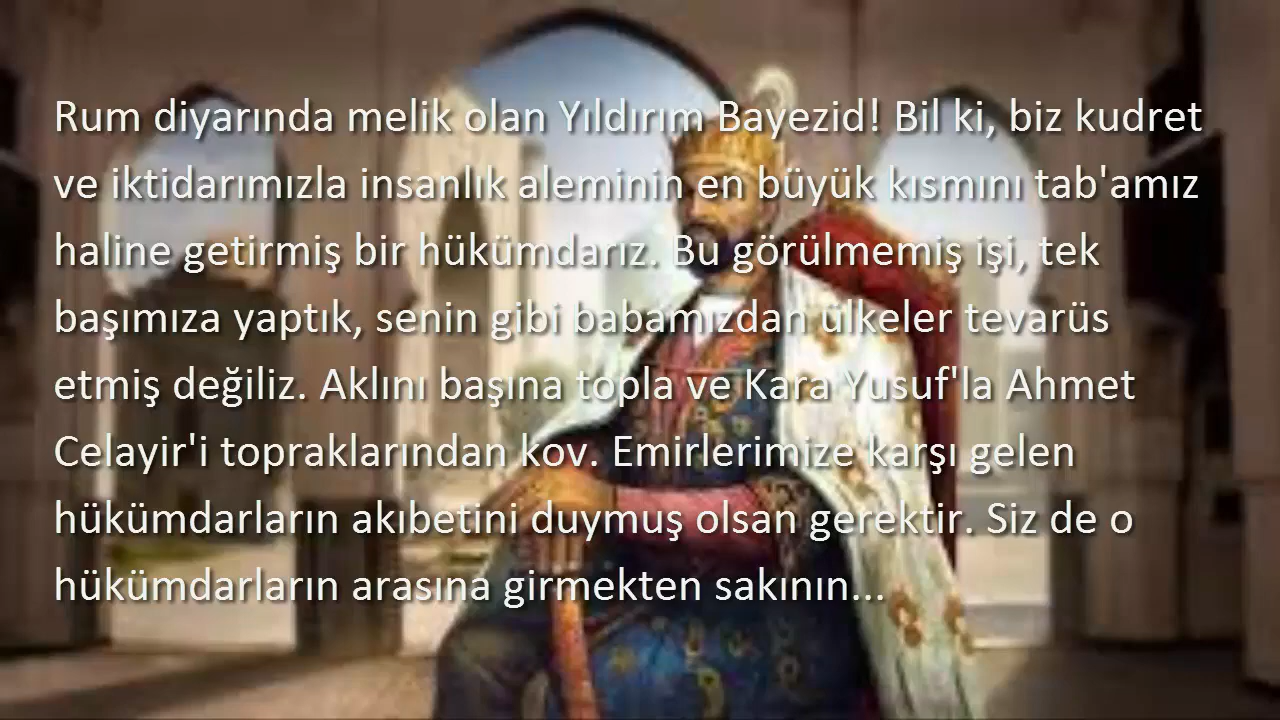 Rum diyarında melik olan Yıldırım Bayezid! Bil ki, biz kudret
ve iktidarımızla insanlık aleminin en büyük kısmını tab'amız
haline getirmiş bir hükümdarız. Bu görülmemiş işi, tek
başımıza yaptık, senin gibi babamızdan ülkeler tevarüs
etmiş değiliz. Aklını başına topla ve Kara Yusuf'la Ahmet
Celayir'i topraklarından kov. Emirlerimize karşı gelen
hükümdarların akıbetini duymuş olsan gerektir. Siz de o
hükümdarların arasına girmekten sakının...